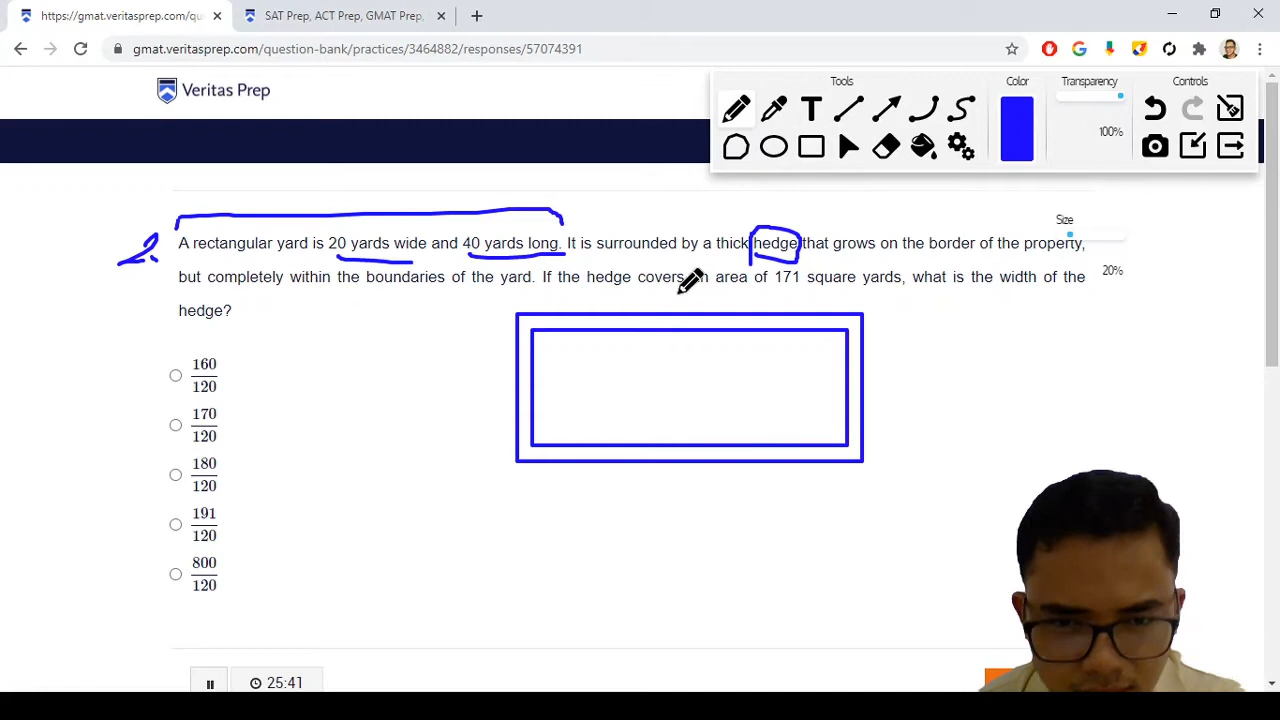 https://gmat.veritasprep.com/qu
SAT Prep, ACT Prep, GMAT Prep,
gmat.veritasprep.com/question-bank/practices/3464882/responses/57074391
Veritas Prep
Tools
Color
Transparency
Controls
100%
Size
20%
2.
A rectangular yard is 20 yards wide and 40 yards long. It is surrounded by a thick hedge that grows on the border of the property,
but completely within the boundaries of the yard. If the hedge covers an area of 171 square yards, what is the width of the
hedge?
160
120
170
120
180
120
191
120
800
120
25:41